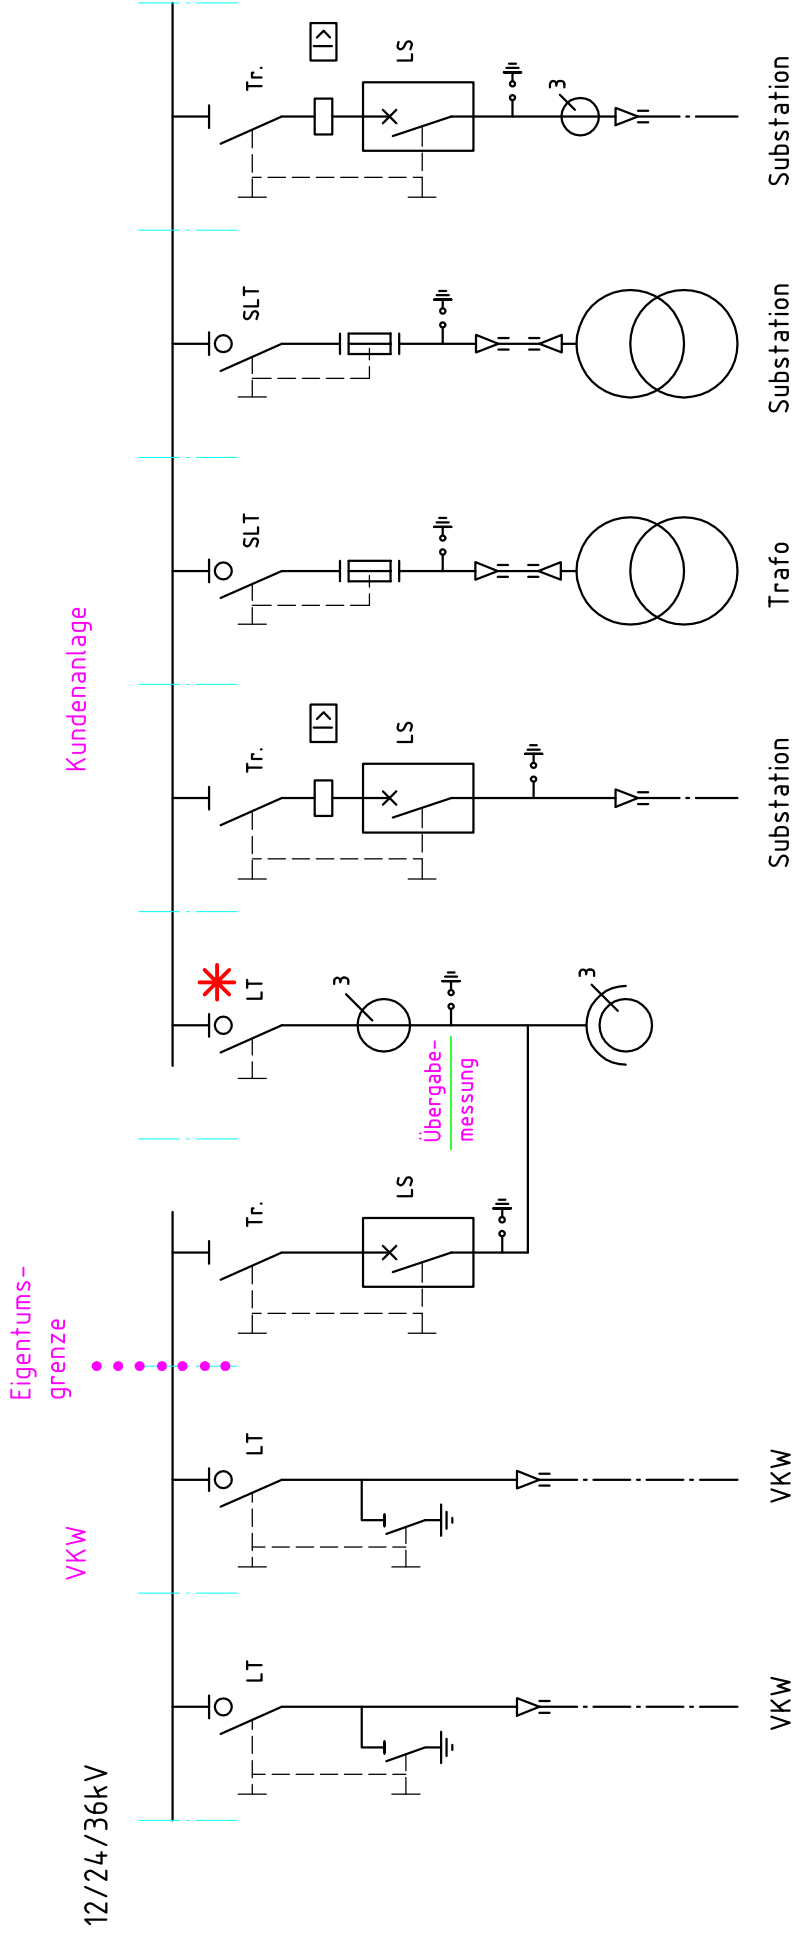 12/24/36kV
VKW
Eigentums-
grenze
Kundenanlage
LT
LT
Tr.
LS
LT
3
Übergabe-
messung
3
Tr.
I>
LS
SLT
SLT
Tr.
I>
LS
3
VKW
VKW
Substation
Trafo
Substation
Substation